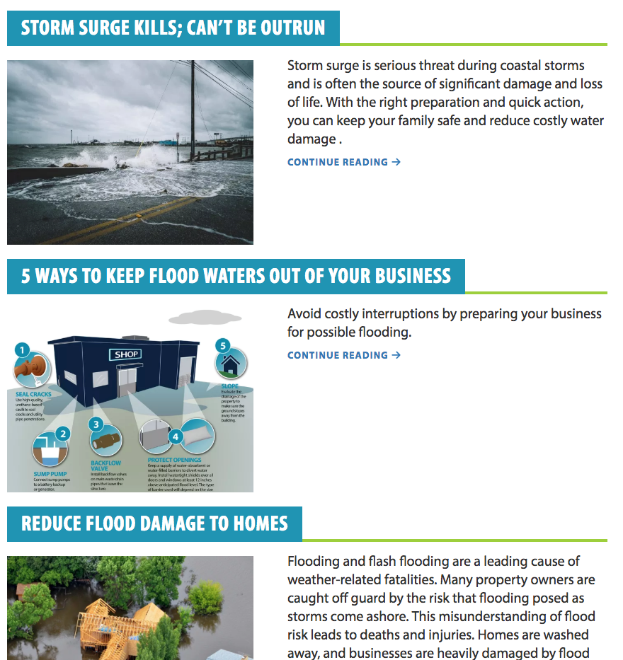 STORM SURGE KILLS; CAN'T BE OUTRUN
Storm surge is serious threat during coastal storms
and is often the source of significant damage and loss
of life. With the right preparation and quick action,
you can keep your family safe and reduce costly water
damage .
CONTINUE READING →
5 WAYS TO KEEP FLOOD WATERS OUT OF YOUR BUSINESS
1
SEAL CRACKS
SHOP
5
SLOPE
2
SUMP PUMP
3
BACKFLOW
VALVE
4
PROTECT OPENINGS
Avoid costly interruptions by preparing your business
for possible flooding.
CONTINUE READING →
REDUCE FLOOD DAMAGE TO HOMES
Flooding and flash flooding are a leading cause of
weather-related fatalities. Many property owners are
caught off guard by the risk that flooding posed as
storms come ashore. This misunderstanding of flood
risk leads to deaths and injuries. Homes are washed
away, and businesses are heavily damaged by flood